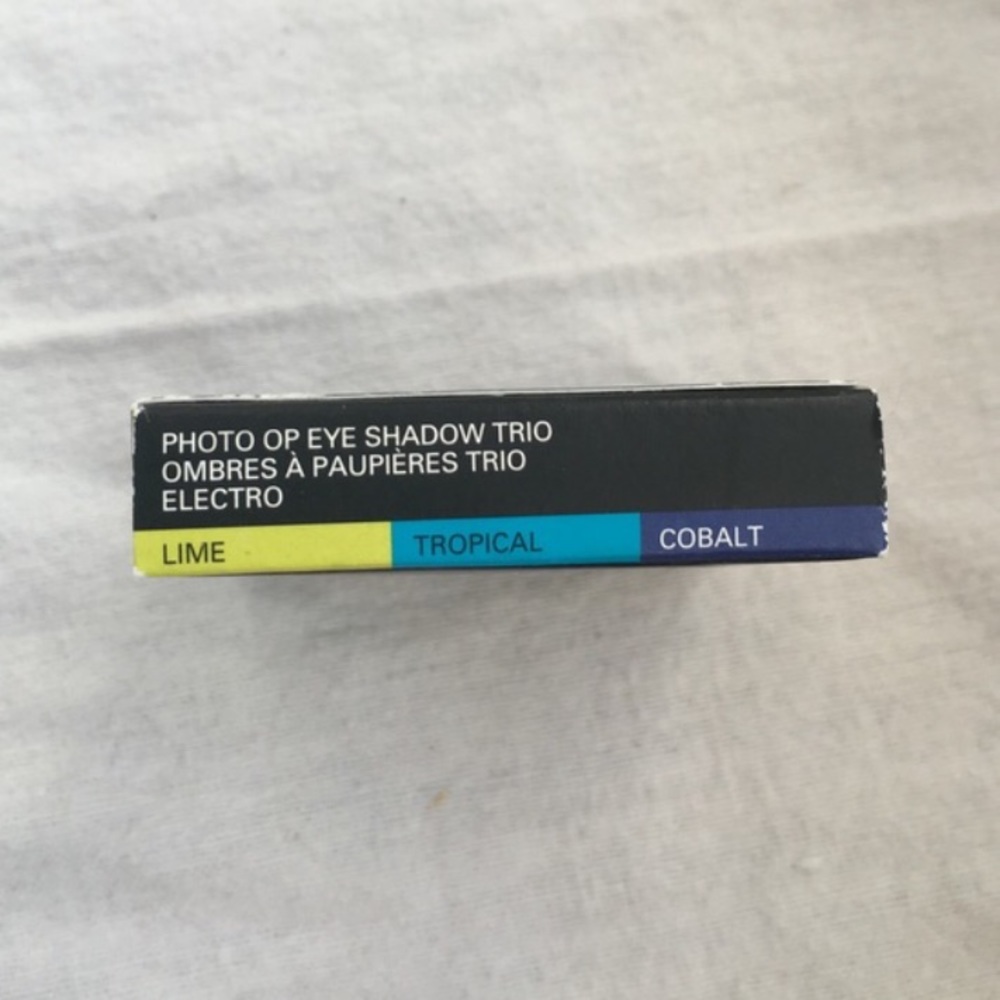 PHOTO OP EYE SHADOW TRIO
OMBRES À PAUPIÈRES TRIO
ELECTRO
LIME TROPICAL COBALT